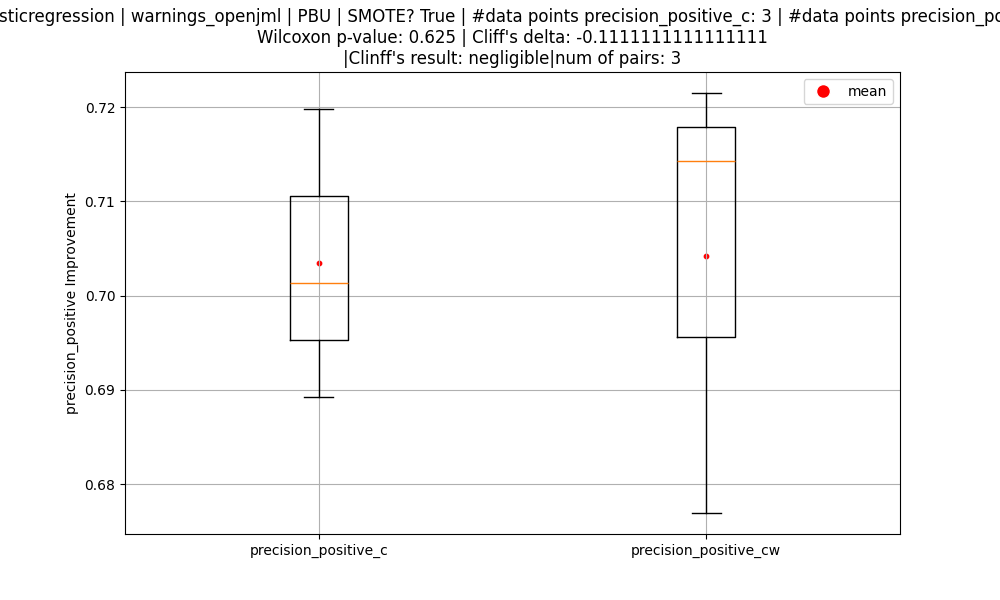 sticregression | warnings_openjml | PBU | SMOTE? True | #data points precision_positive_c: 3 | #data points precision_po
Wilcoxon p-value: 0.625 | Cliff's delta: -0.1111111111111111
|Clinff's result: negligible|num of pairs: 3
mean
0.72
0.71
0.70
0.69
0.68
precision_positive Improvement
precision_positive_c
precision_positive_cw